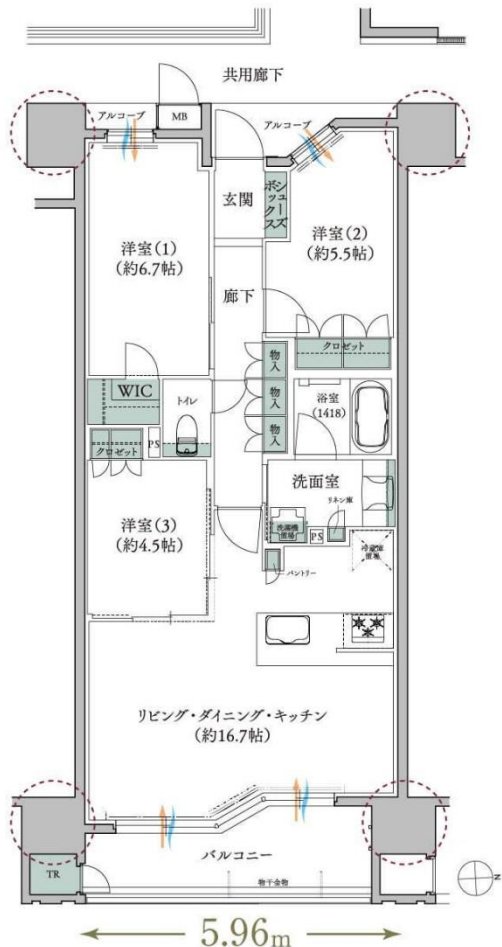 共用廊下
アルコーブ
MB
アルコーブ
玄関
シューズ
ボックス
洋室(1)
(約6.7帖)
洋室(2)
(約5.5帖)
廊下
クロゼット
物入
物入
物入
浴室
(1418)
WIC
トイレ
クロゼット
PS
洗面室
リネン庫
洗濯機
置場
PS
冷蔵庫
置場
洋室(3)
(約4.5帖)
パントリー
リビング・ダイニング・キッチン
(約16.7帖)
バルコニー
TR
物干金物
N
5.96m